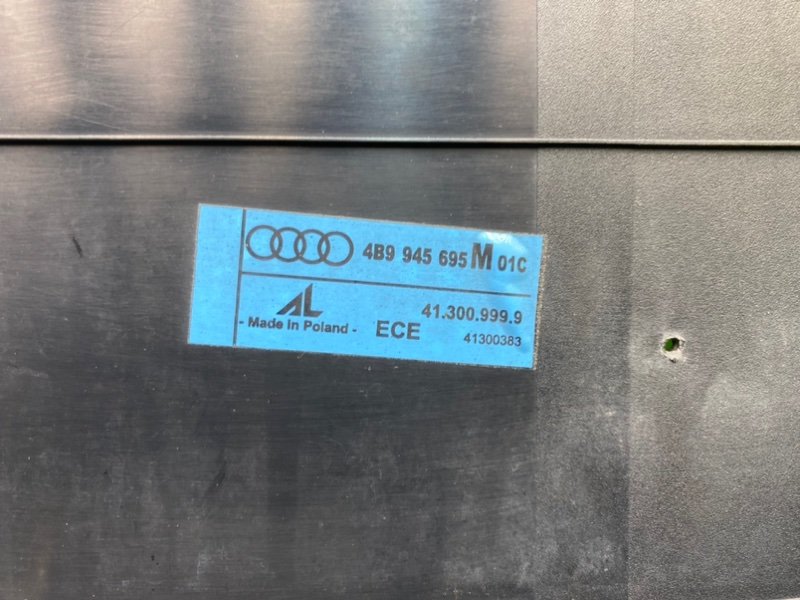 4B9 945 695 M 01C
AL
41.300.999.9
- Made In Poland - ECE 41300383